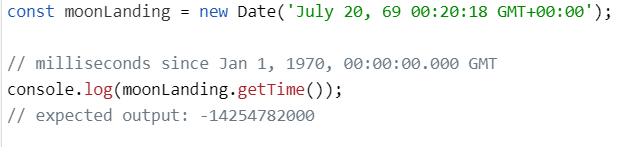 const moonLanding = new Date('July 20, 69 00:20:18 GMT+00:00');
// milliseconds since Jan 1, 1970, 00:00:00.000 GMT
console.log(moonLanding.getTime());
// expected output: -14254782000